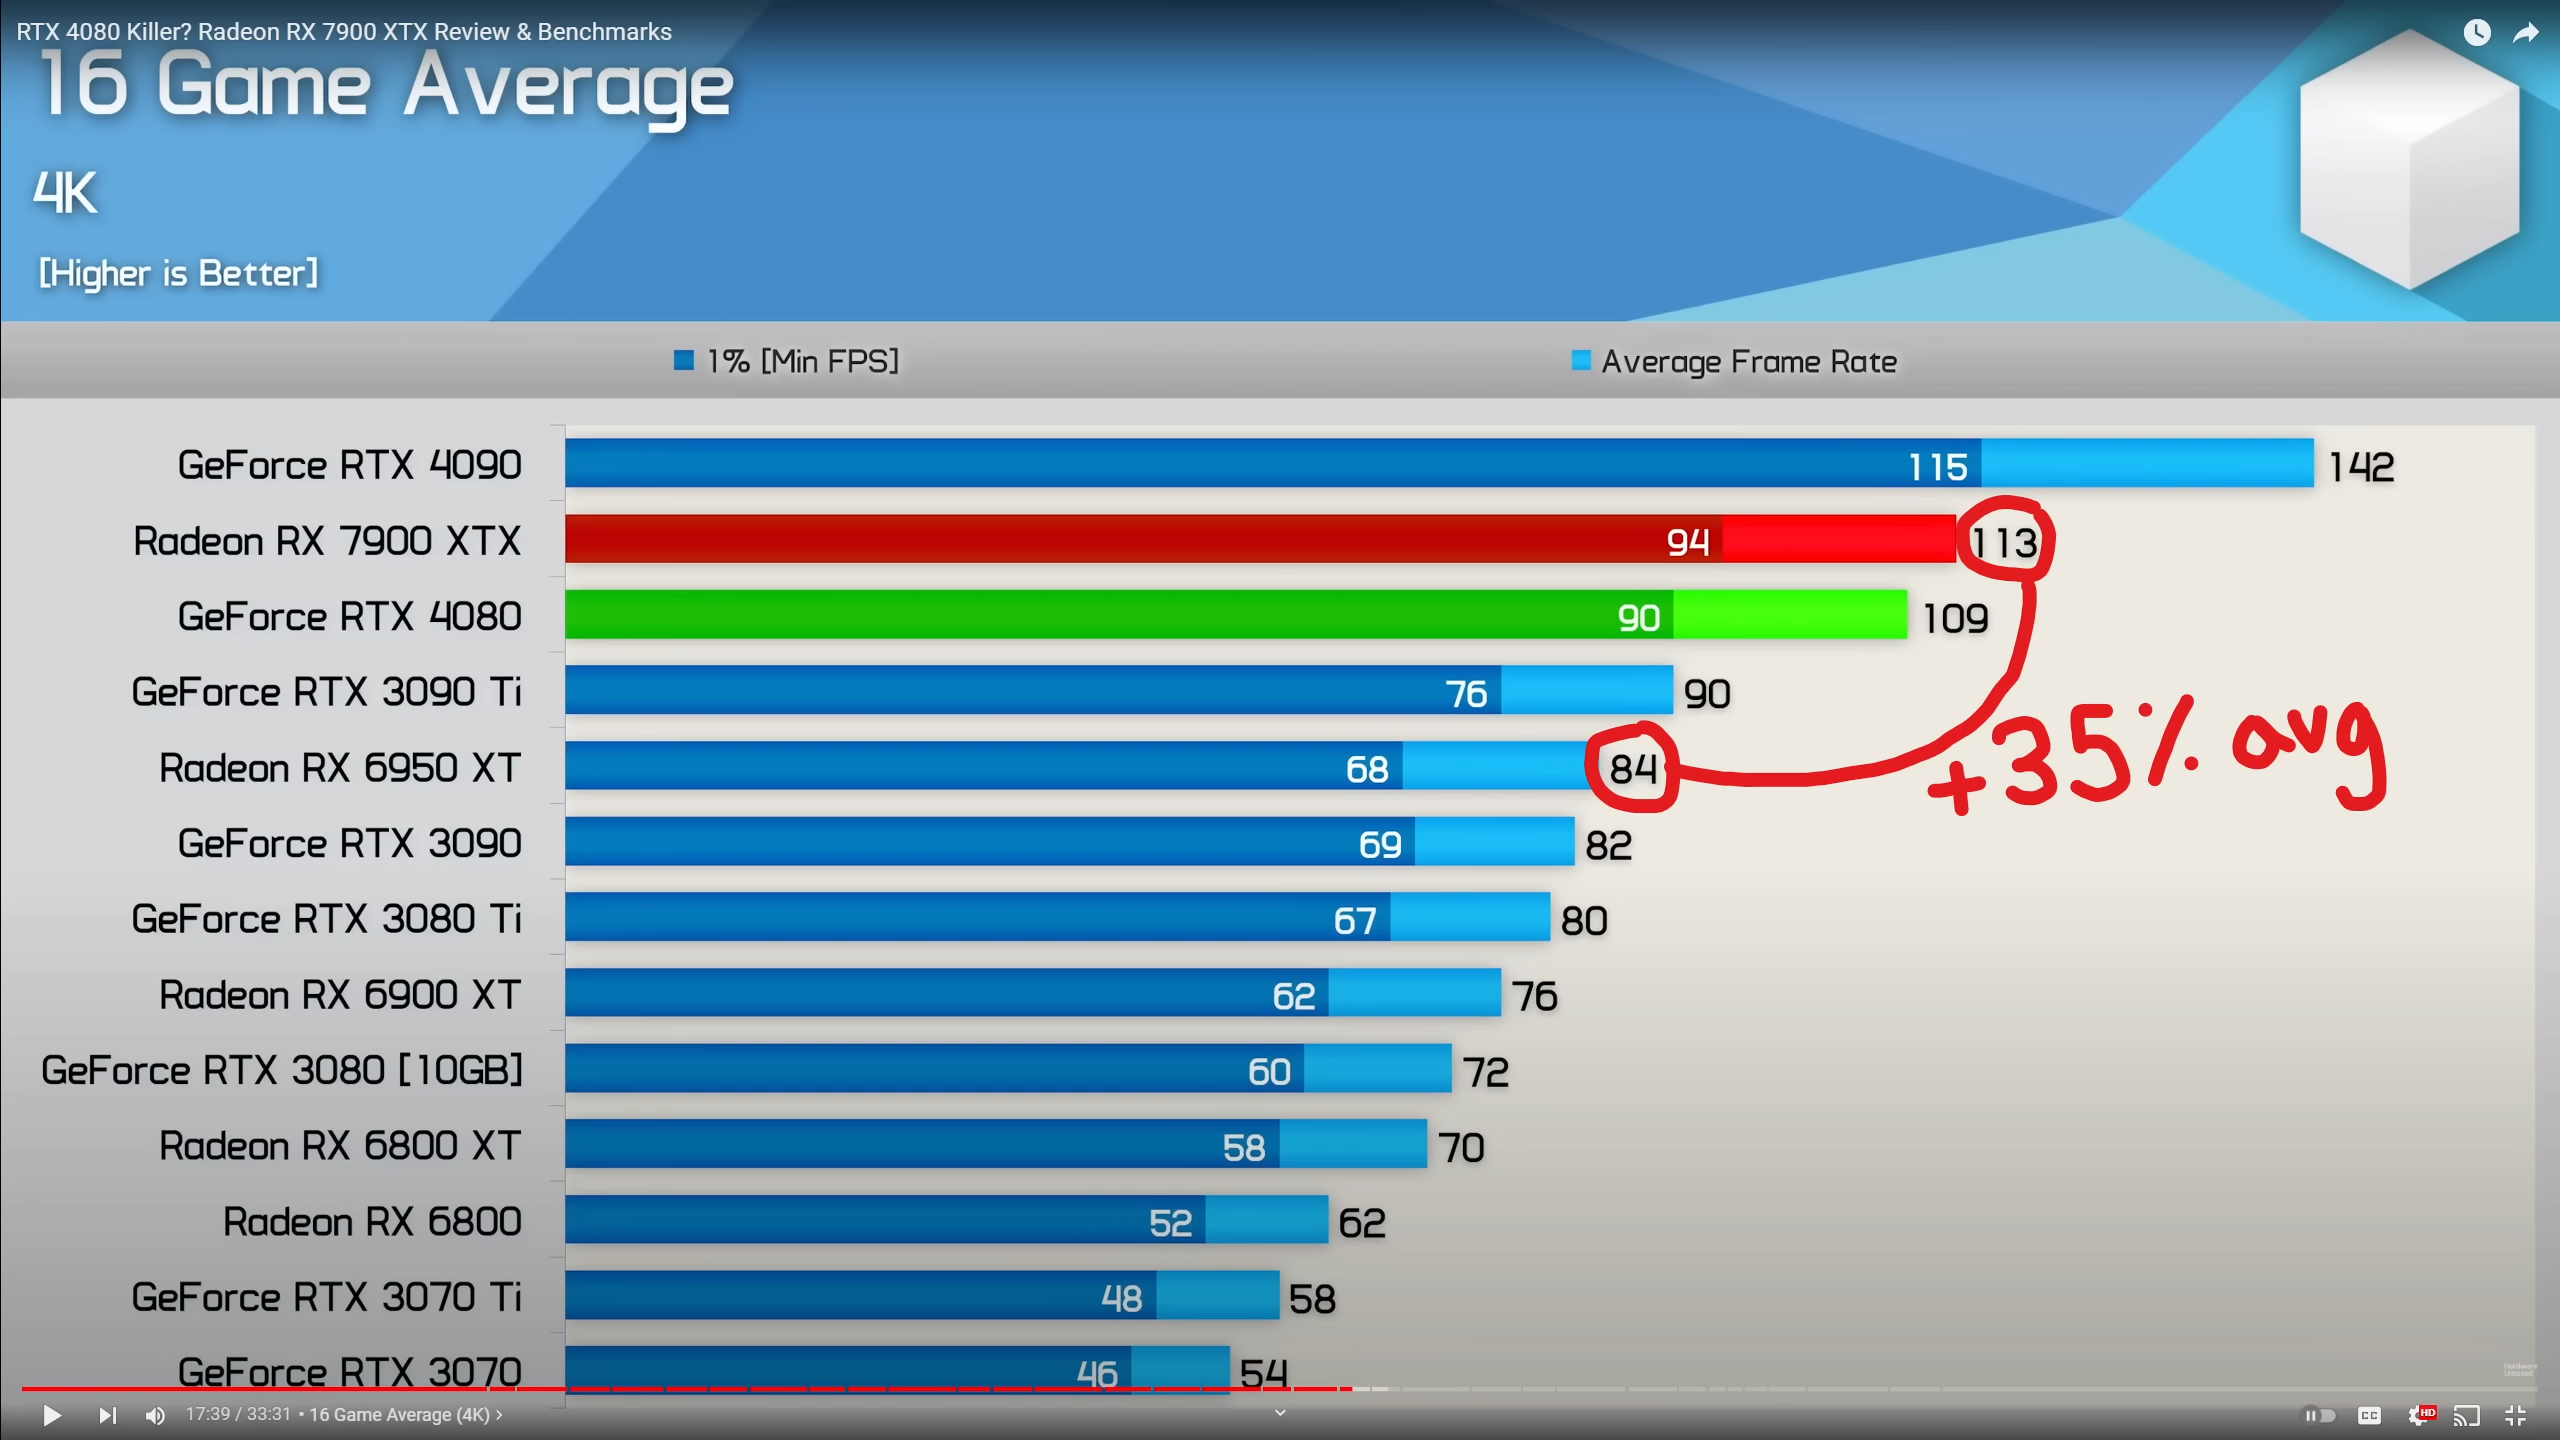 RTX 4080 Killer? Radeon RX 7900 XTX Review & Benchmarks
16 Game Average
4K
[Higher is Better]
1% [Min FPS] Average Frame Rate
GeForce RTX 4090 115 142
Radeon RX 7900 XTX 94 113
GeForce RTX 4080 90 109
GeForce RTX 3090 Ti 76 90
+35% avg
Radeon RX 6950 XT 68 84
GeForce RTX 3090 69 82
GeForce RTX 3080 Ti 67 80
Radeon RX 6900 XT 62 76
GeForce RTX 3080 [10GB] 60 72
Radeon RX 6800 XT 58 70
Radeon RX 6800 52 62
GeForce RTX 3070 Ti 48 58
GeForce RTX 3070 46 54
Hardware
Unboxed
17:39 / 33:31 • 16 Game Average (4K) › CC HD